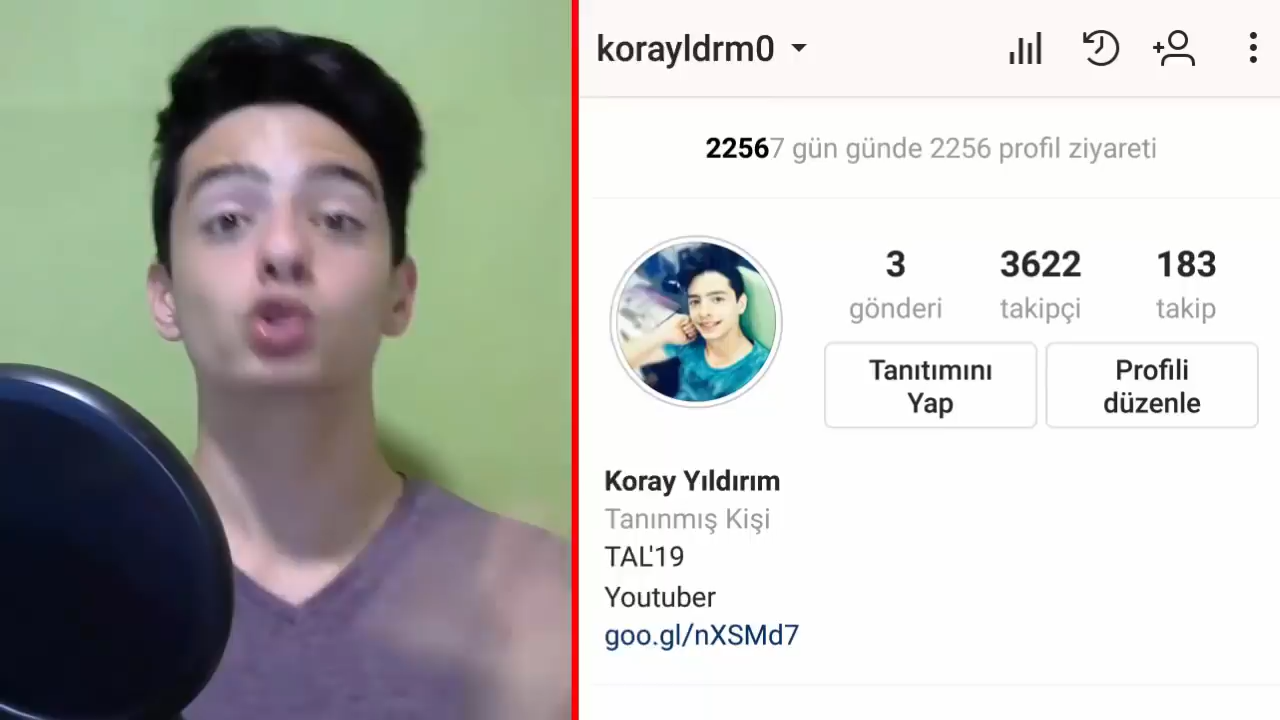 korayldrm0
22567 gün günde 2256 profil ziyareti
3 3622 183
gönderi takipçi takip
Tanıtımını Yap
Profili düzenle
Koray Yıldırım
Tanınmış Kişi
TAL'19
Youtuber
goo.gl/nXSMd7